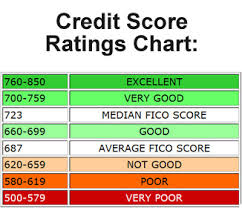 Credit Score
Ratings Chart:
760-850 EXCELLENT
700-759 VERY GOOD
723 MEDIAN FICO SCORE
660-699 GOOD
687 AVERAGE FICO SCORE
620-659 NOT GOOD
580-619 POOR
500-579 VERY POOR